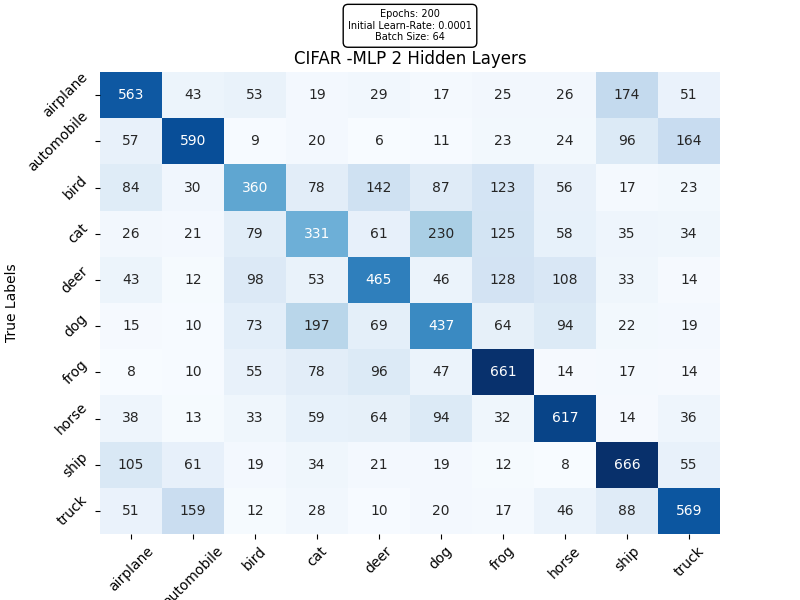 Epochs: 200
Initial Learn-Rate: 0.0001
Batch Size: 64
CIFAR -MLP 2 Hidden Layers
True Labels
airplane 563 43 53 19 29 17 25 26 174 51
automobile 57 590 9 20 6 11 23 24 96 164
bird 84 30 360 78 142 87 123 56 17 23
cat 26 21 79 331 61 230 125 58 35 34
deer 43 12 98 53 465 46 128 108 33 14
dog 15 10 73 197 69 437 64 94 22 19
frog 8 10 55 78 96 47 661 14 17 14
horse 38 13 33 59 64 94 32 617 14 36
ship 105 61 19 34 21 19 12 8 666 55
truck 51 159 12 28 10 20 17 46 88 569
airplane automobile bird cat deer dog frog horse ship truck